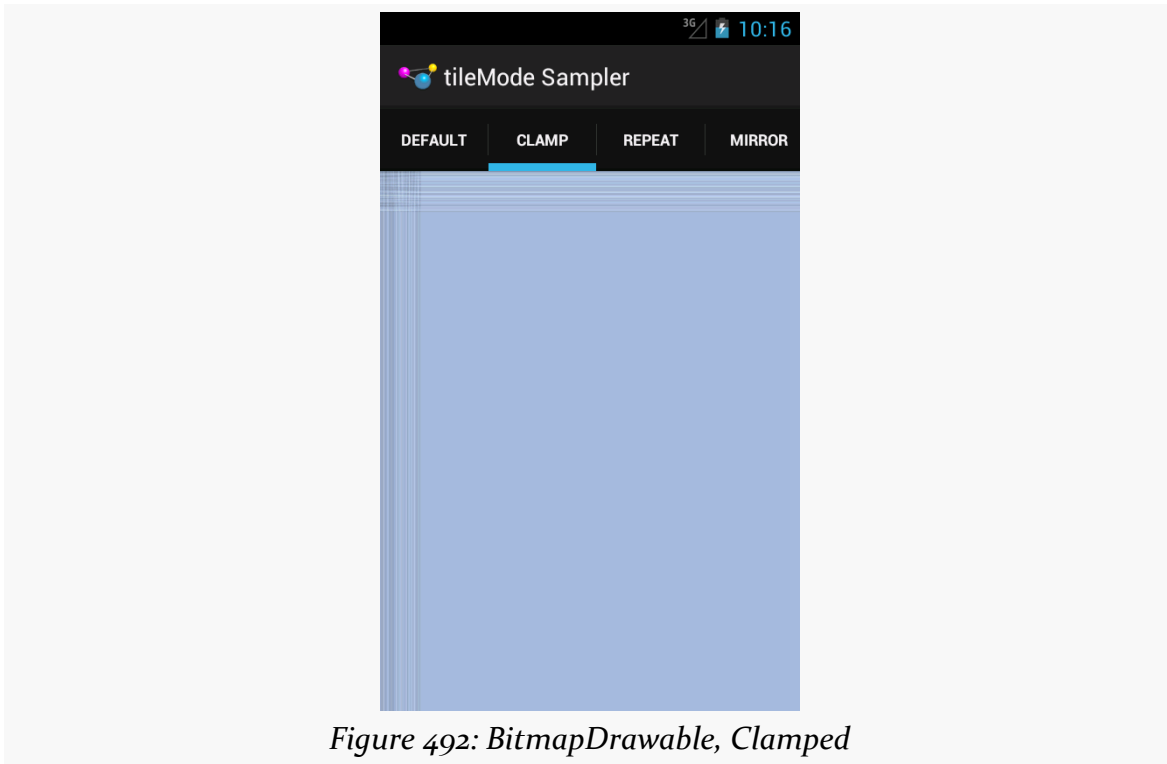 3G 10:16
tileMode Sampler
DEFAULT CLAMP REPEAT MIRROR
Figure 492: BitmapDrawable, Clamped